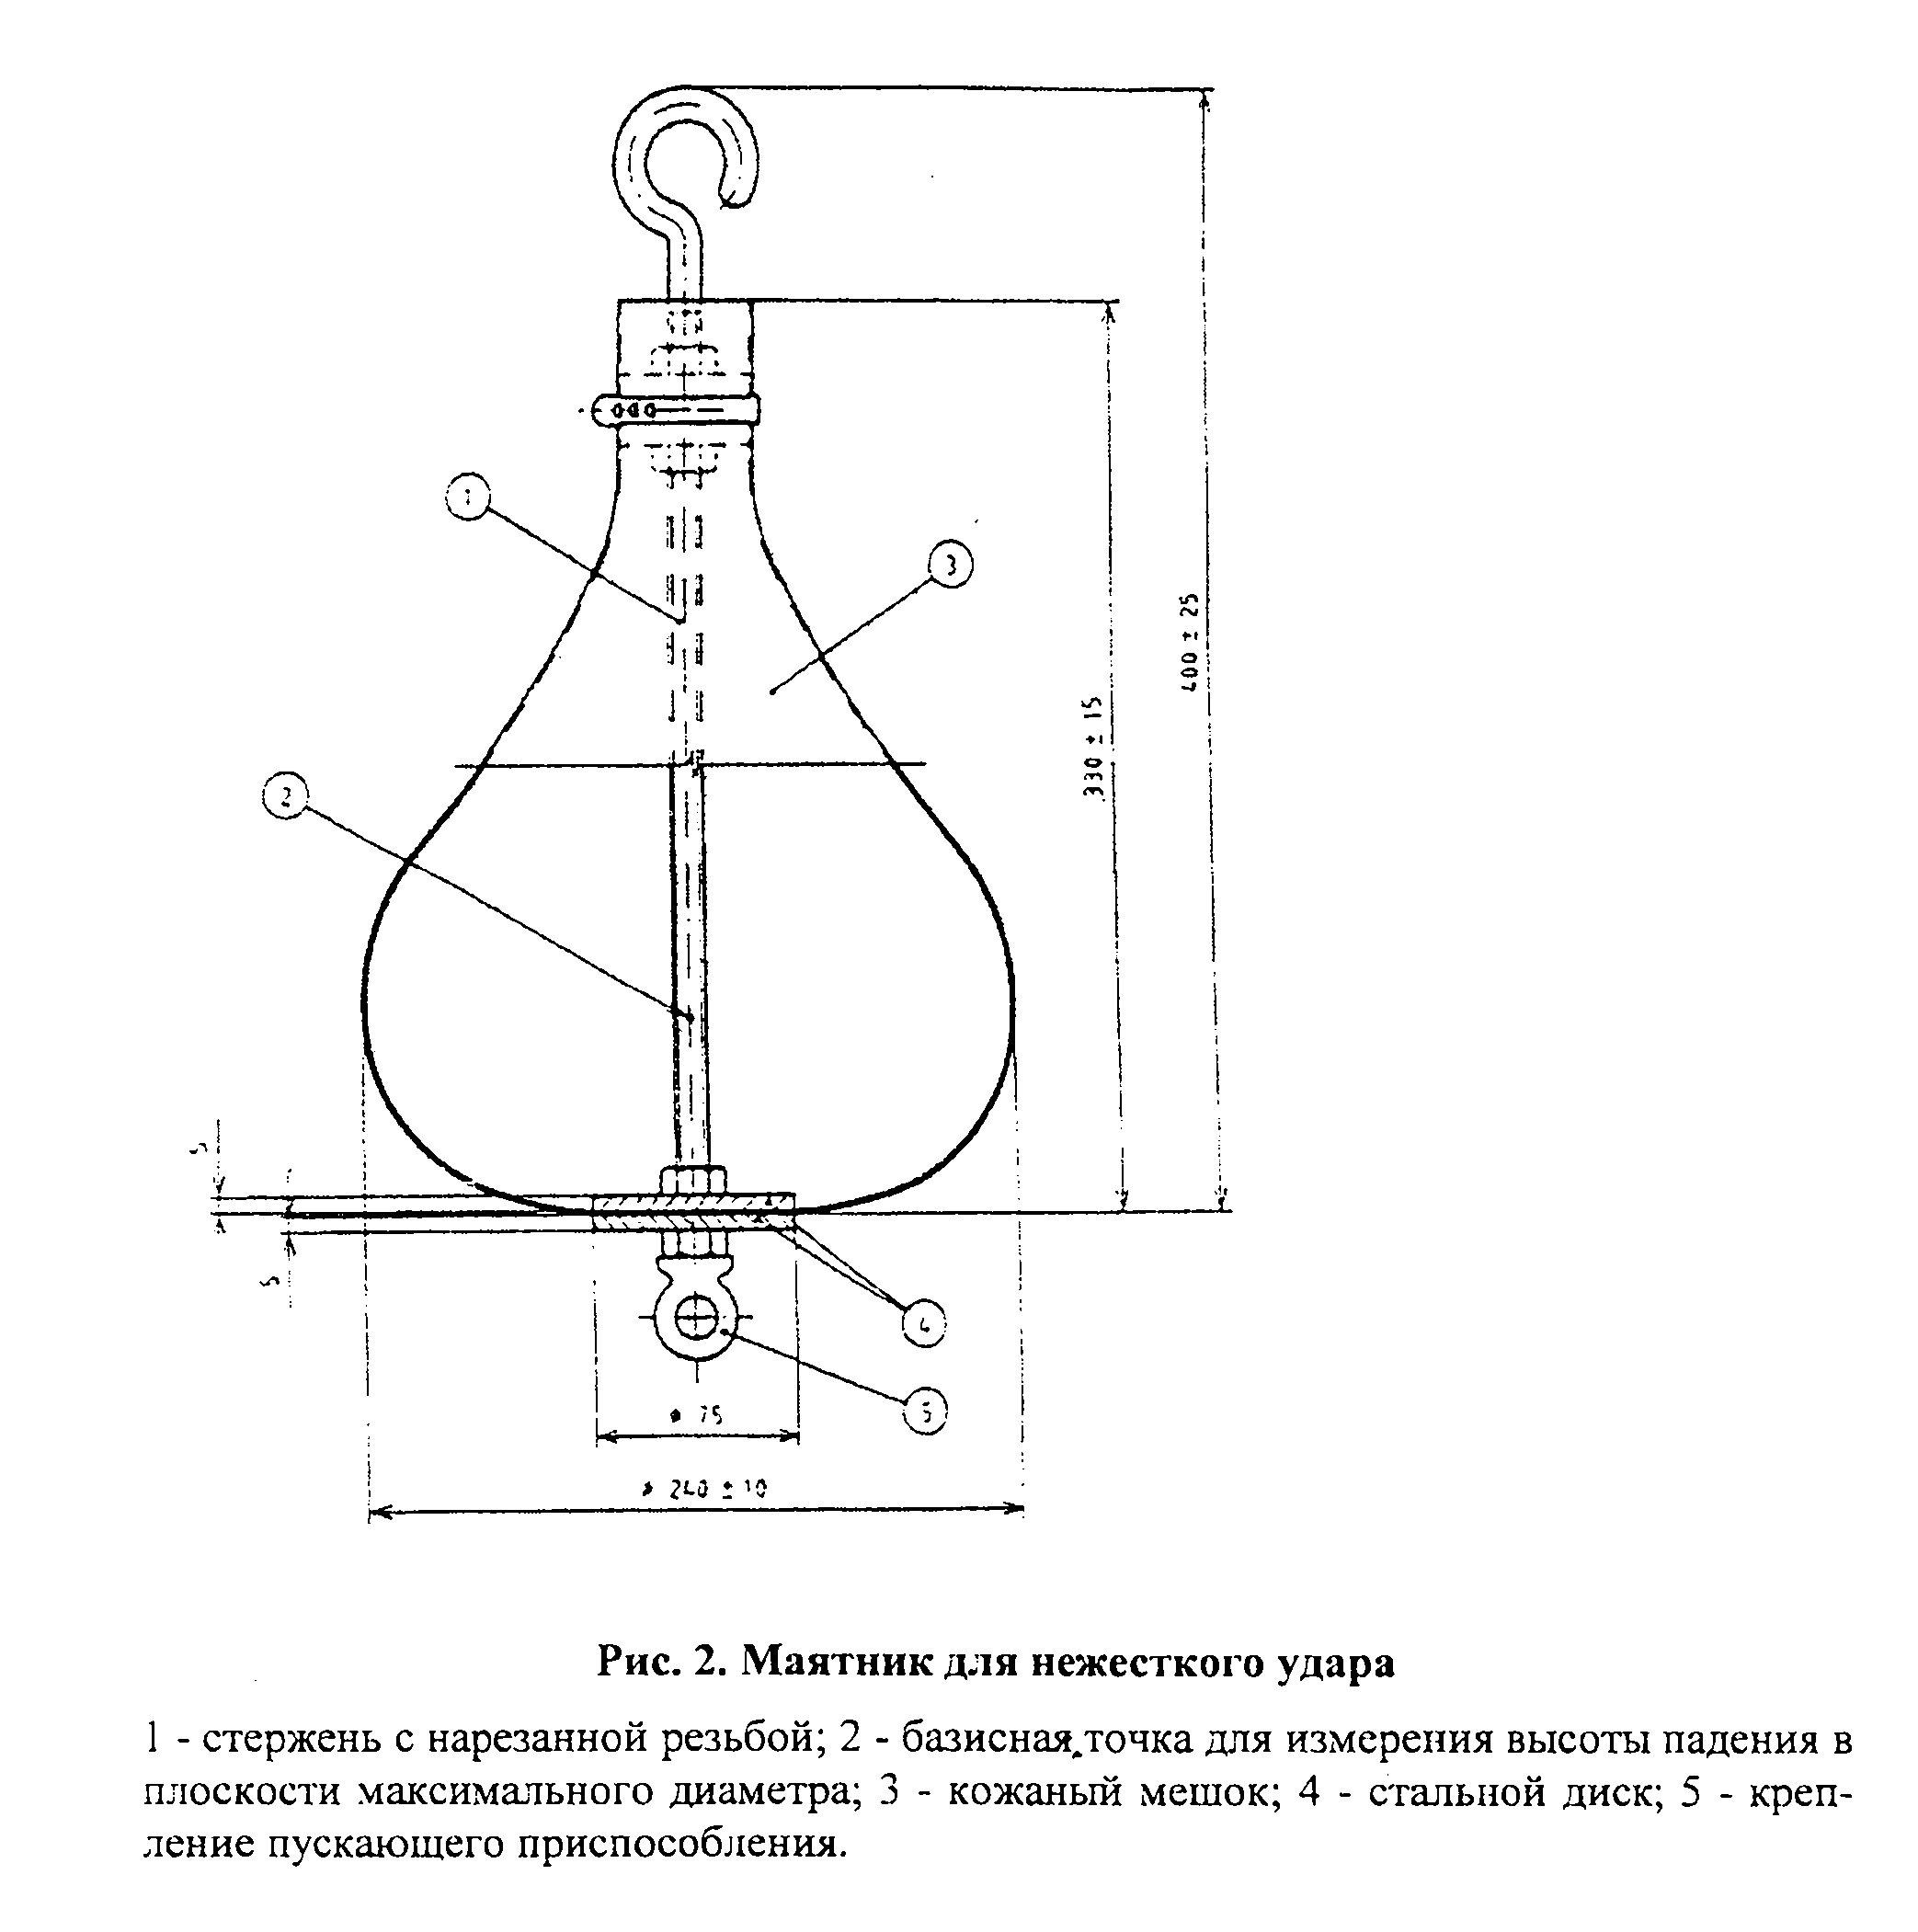 1
3
400 ± 25
330 ± 15
2
5
5
4
5
ø 75
ø 240 ± 10
Рис. 2. Маятник для нежесткого удара
1 - стержень с нарезанной резьбой; 2 - базисная точка для измерения высоты падения в
плоскости максимального диаметра; 3 - кожаный мешок; 4 - стальной диск; 5 - креп-
ление пускающего приспособления.